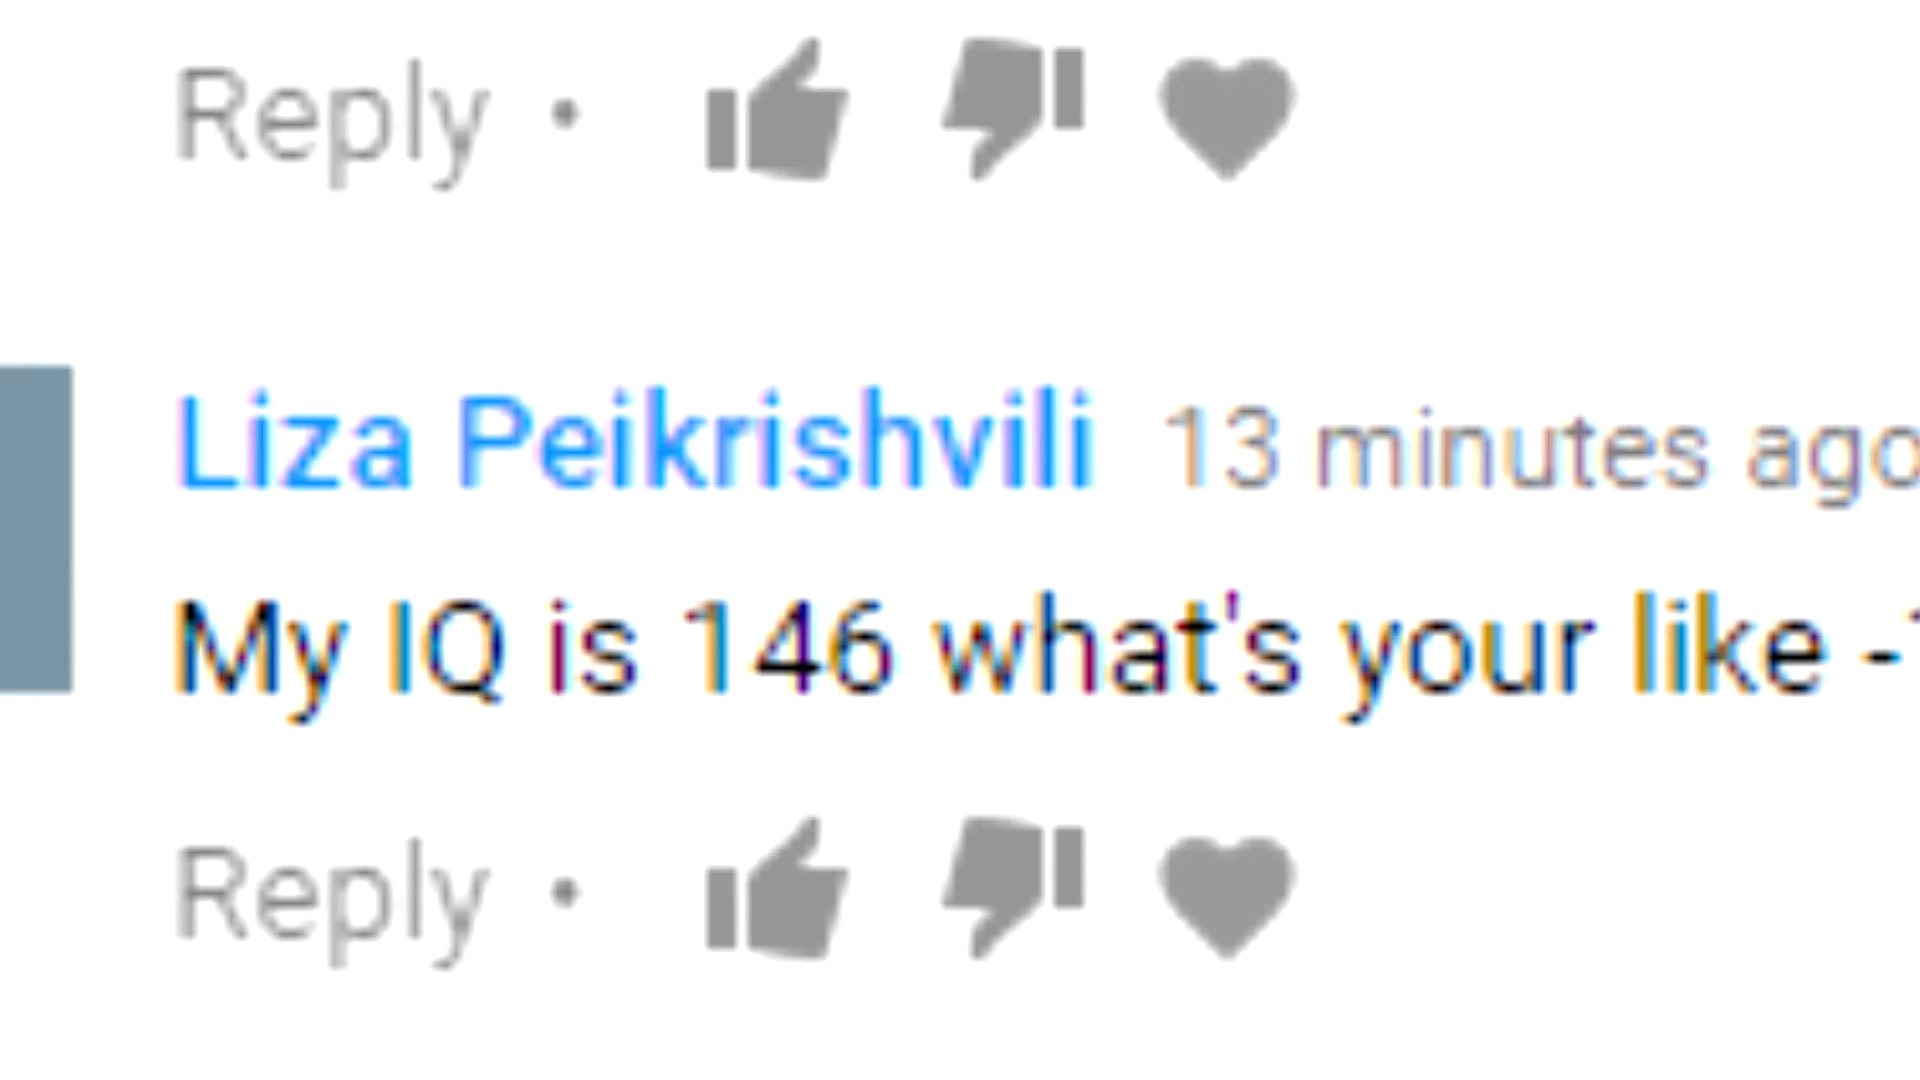 Reply •
Liza Peikrishvili 13 minutes ago
My IQ is 146 what's your like
Reply •